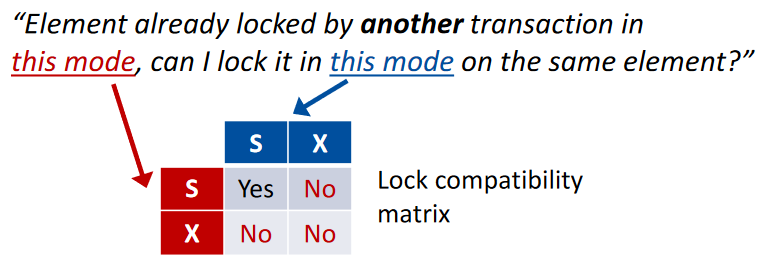 “Element already locked by another transaction in
this mode, can I lock it in this mode on the same element?”
S X
S Yes No
X No No
Lock compatibility
matrix